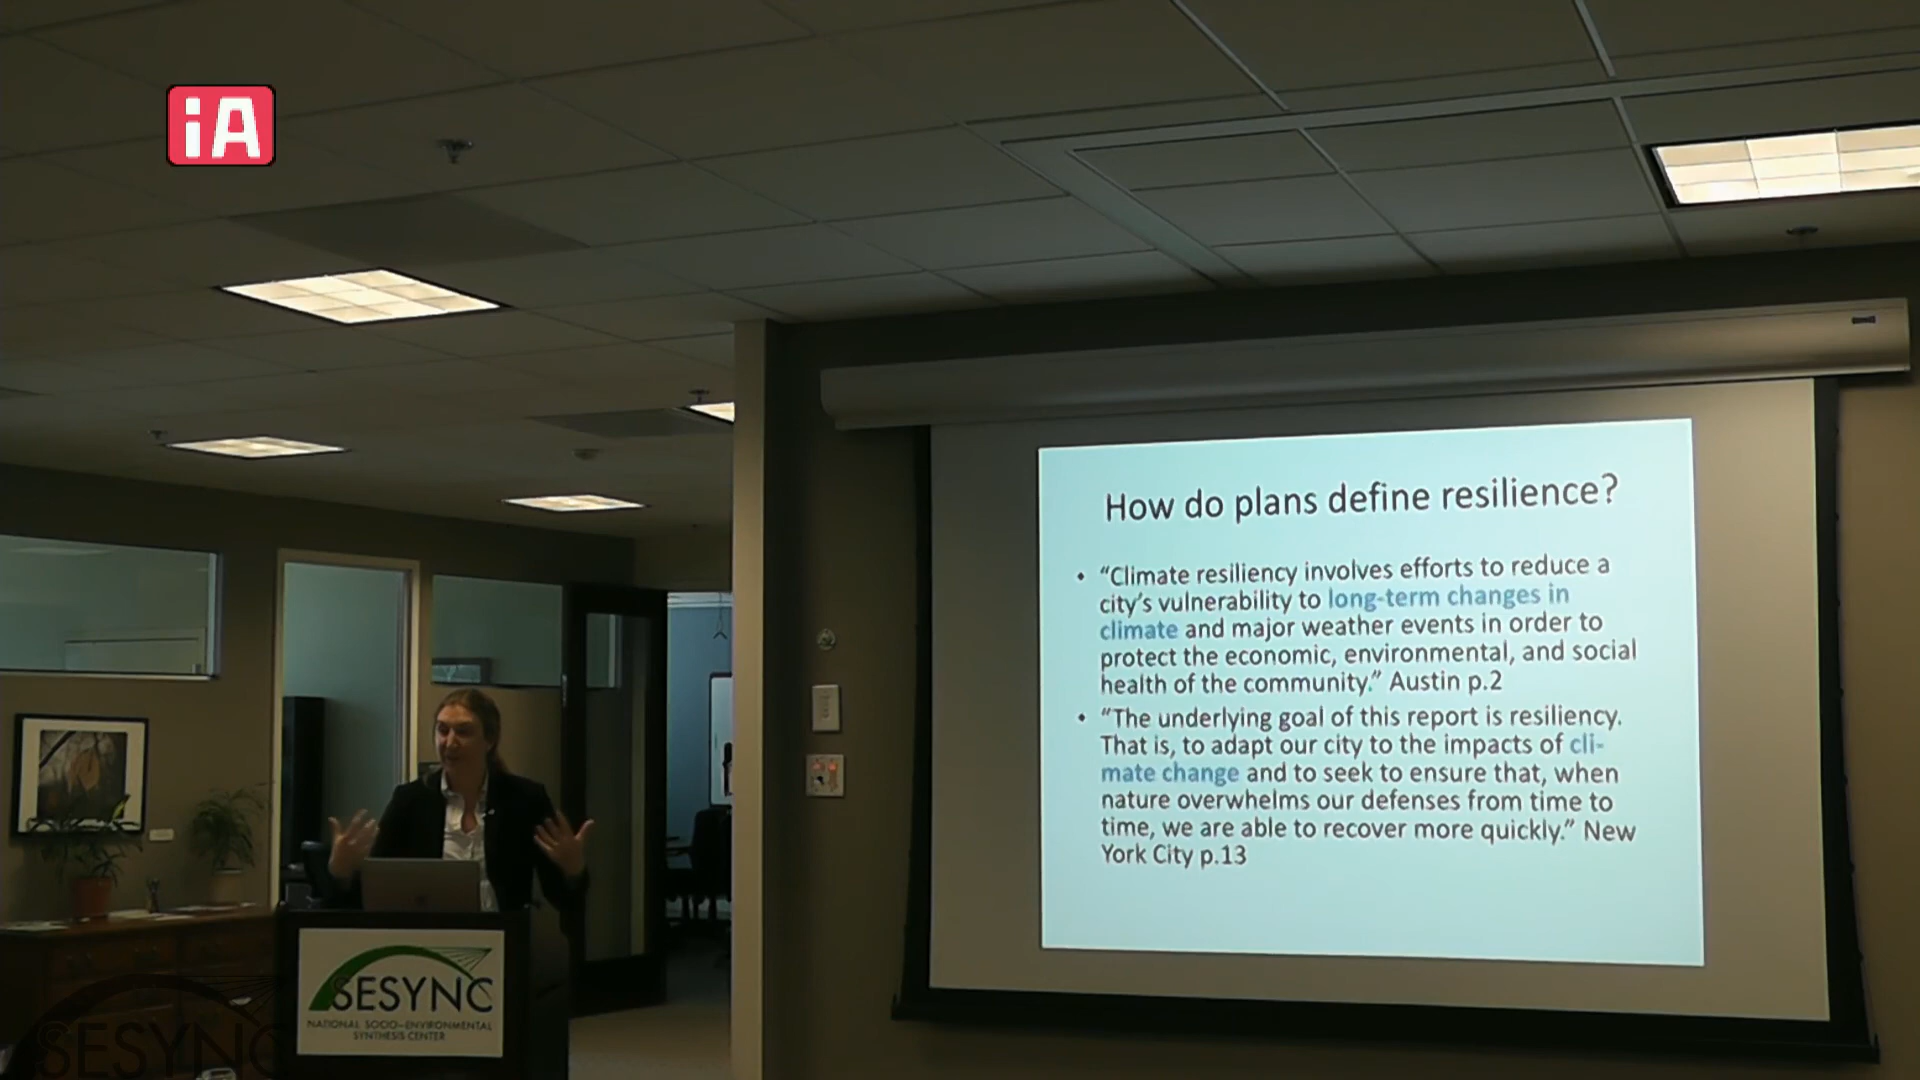 iA
How do plans define resilience?
• “Climate resiliency involves efforts to reduce a
city’s vulnerability to long-term changes in
climate and major weather events in order to
protect the economic, environmental, and social
health of the community.” Austin p.2
• “The underlying goal of this report is resiliency.
That is, to adapt our city to the impacts of cli-
mate change and to seek to ensure that, when
nature overwhelms our defenses from time to
time, we are able to recover more quickly.” New
York City p.13
SESYNC
NATIONAL SOCIO-ENVIRONMENTAL
SYNTHESIS CENTER
SESYNC